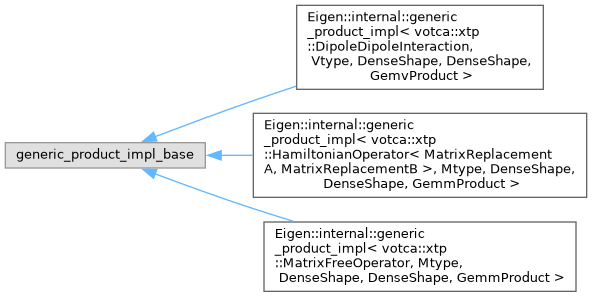 Eigen::internal::generic
_product_impl< votca::xtp
::DipoleDipoleInteraction,
Vtype, DenseShape, DenseShape,
GemvProduct >
generic_product_impl_base
Eigen::internal::generic
_product_impl< votca::xtp
::HamiltonianOperator< MatrixReplacement
A, MatrixReplacementB >, Mtype, DenseShape,
DenseShape, GemmProduct >
Eigen::internal::generic
_product_impl< votca::xtp
::MatrixFreeOperator, Mtype,
DenseShape, DenseShape, GemmProduct >